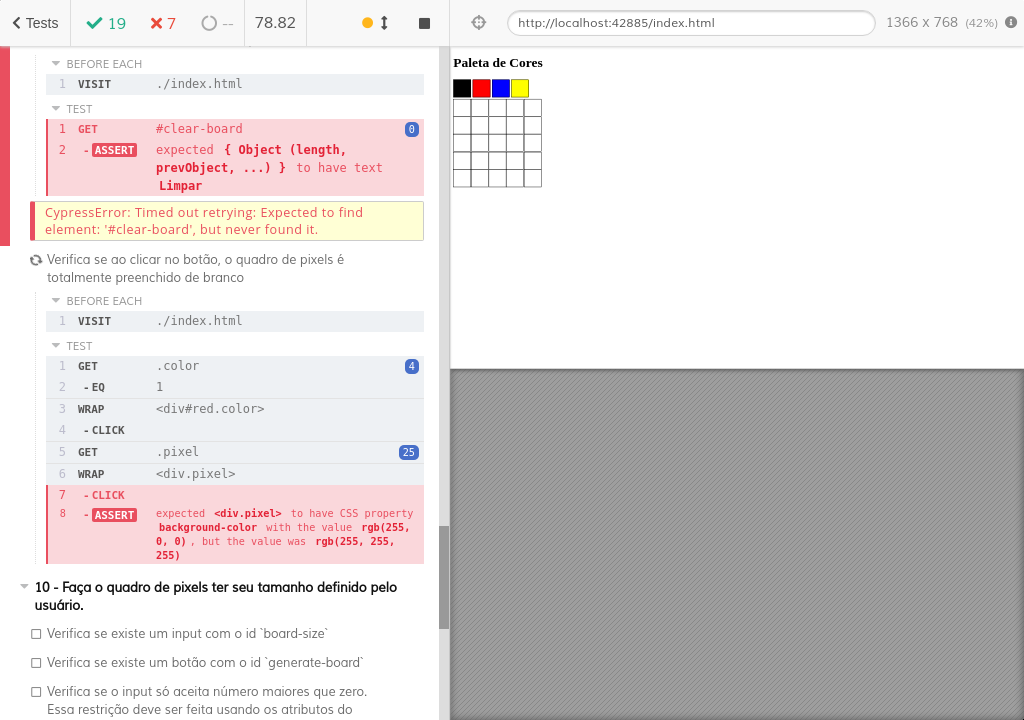 Tests
19
7
--
78.82
http://localhost:42885/index.html
1366 x 768 (42%)
BEFORE EACH
1 VISIT ./index.html
TEST
1 GET #clear-board 0
2 - ASSERT expected { Object (length,
prevObject, ...) } to have text
Limpar
CypressError: Timed out retrying: Expected to find
element: '#clear-board', but never found it.
Verifica se ao clicar no botão, o quadro de pixels é
totalmente preenchido de branco
BEFORE EACH
1 VISIT ./index.html
TEST
1 GET .color 4
2 - EQ 1
3 WRAP <div#red.color>
4 - CLICK
5 GET .pixel 25
6 WRAP <div.pixel>
7 - CLICK
8 - ASSERT expected <div.pixel> to have CSS property
background-color with the value rgb(255,
0, 0) , but the value was rgb(255, 255,
255)
10 - Faça o quadro de pixels ter seu tamanho definido pelo
usuário.
Verifica se existe um input com o id `board-size`
Verifica se existe um botão com o id `generate-board`
Verifica se o input só aceita número maiores que zero.
Essa restrição deve ser feita usando os atributos do
Paleta de Cores